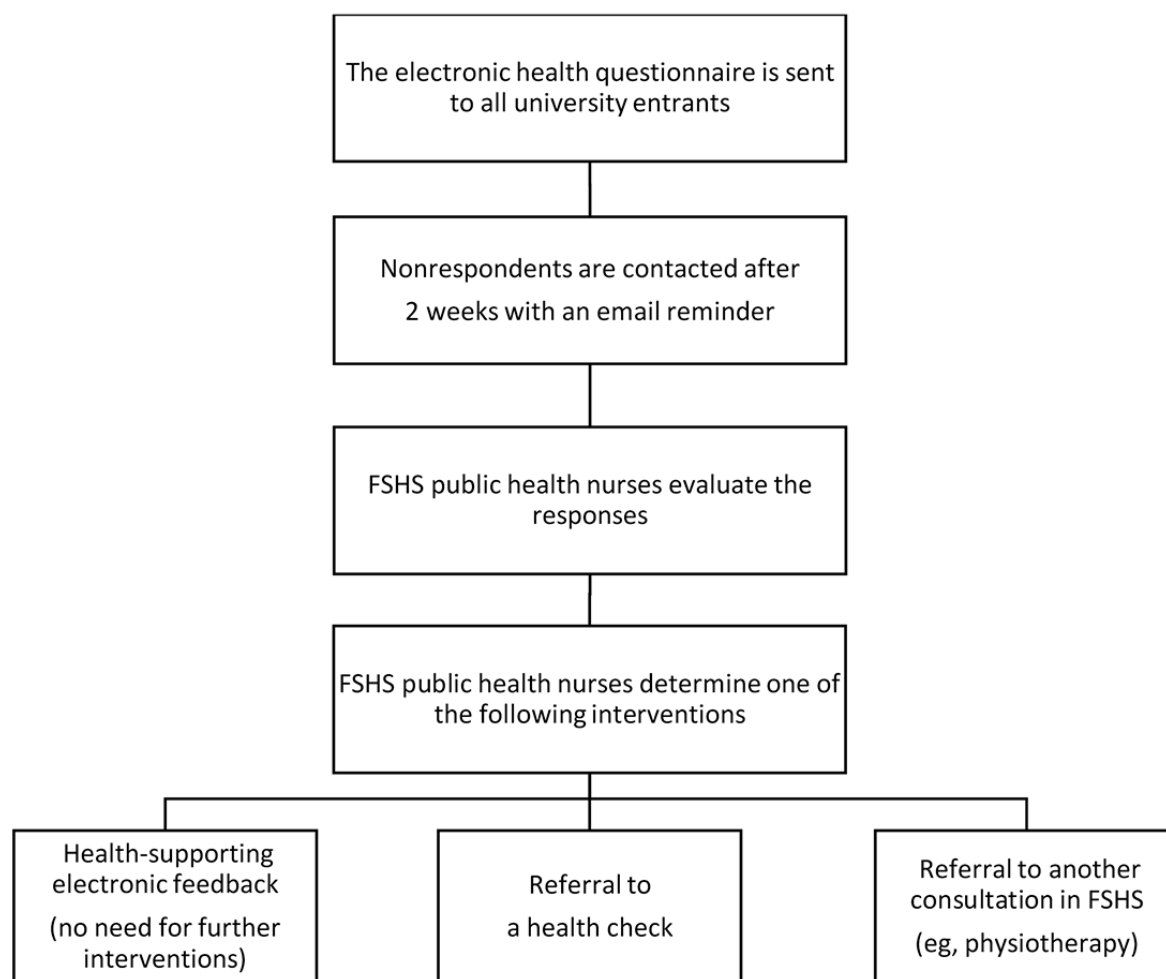 The electronic health questionnaire is sent
to all university entrants
Nonrespondents are contacted after
2 weeks with an email reminder
FSHS public health nurses evaluate the
responses
FSHS public health nurses determine one of
the following interventions
Health-supporting
electronic feedback
(no need for further
interventions)
Referral to
a health check
Referral to another
consultation in FSHS
(eg, physiotherapy)